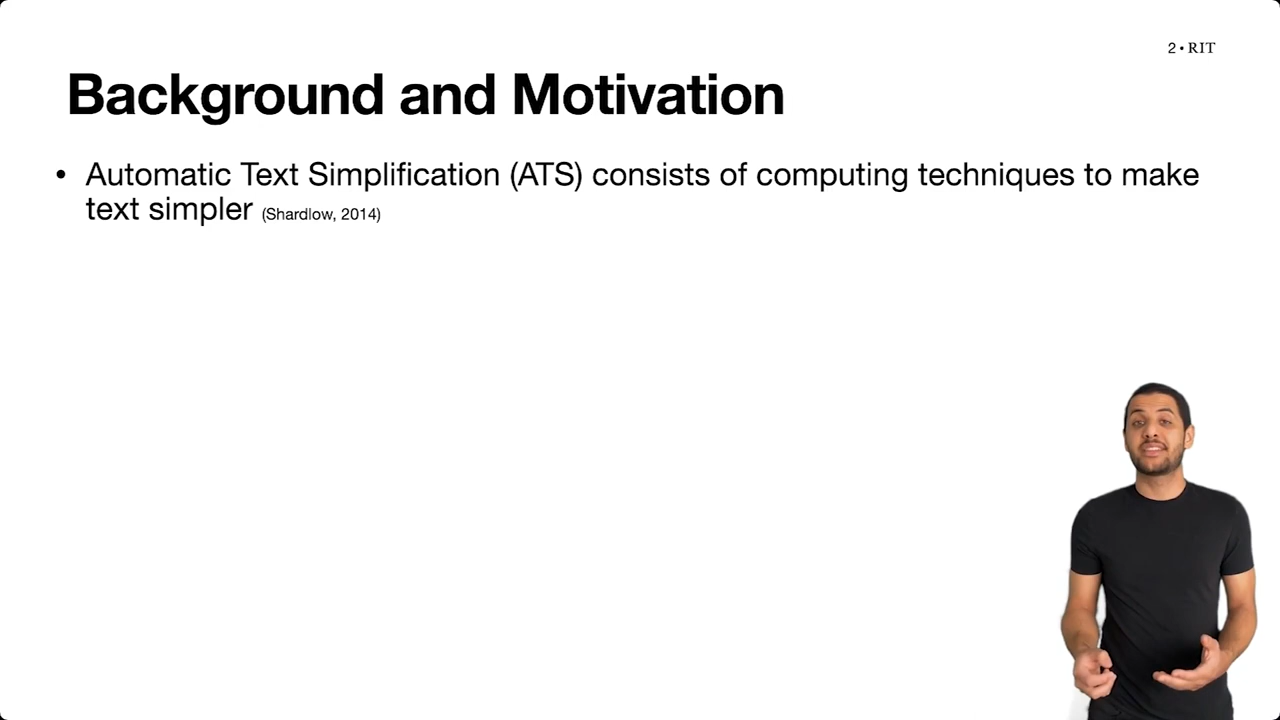 2 • RIT
Background and Motivation
• Automatic Text Simplification (ATS) consists of computing techniques to make
text simpler (Shardlow, 2014)